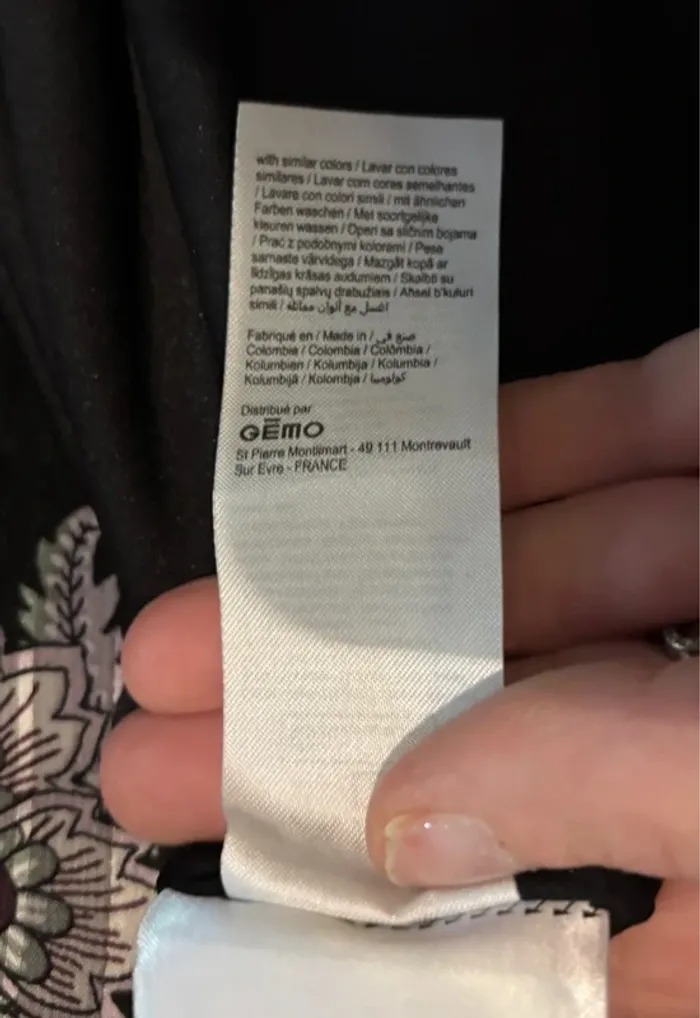 with similar colors / Lavar con colores
similares / Lavar com cores semelhantes
/ Lavare con colori simili / mit ähnlichen
Farben waschen / Met soortgelijke
kleuren wassen / Operi sa sličnim bojama
/ Prać z podobnymi kolorami / Pese
samaste värvidega / Mazgāt kopā ar
līdzīgas krāsas audumiem / Skalbti su
panašių spalvų drabužiais / Ahsel b'kuluri
simili / اغسل مع ألوان مماثلة
Fabriqué en / Made in / صنع في
Colombie / Colombia / Colômbia /
Kolumbien / Kolumbija / Kolumbia /
Kolumbijā / Kolombja / كولومبيا
Distribué par
GĒMO
St Pierre Montlimart - 49 111 Montrevault
Sur Evre - FRANCE